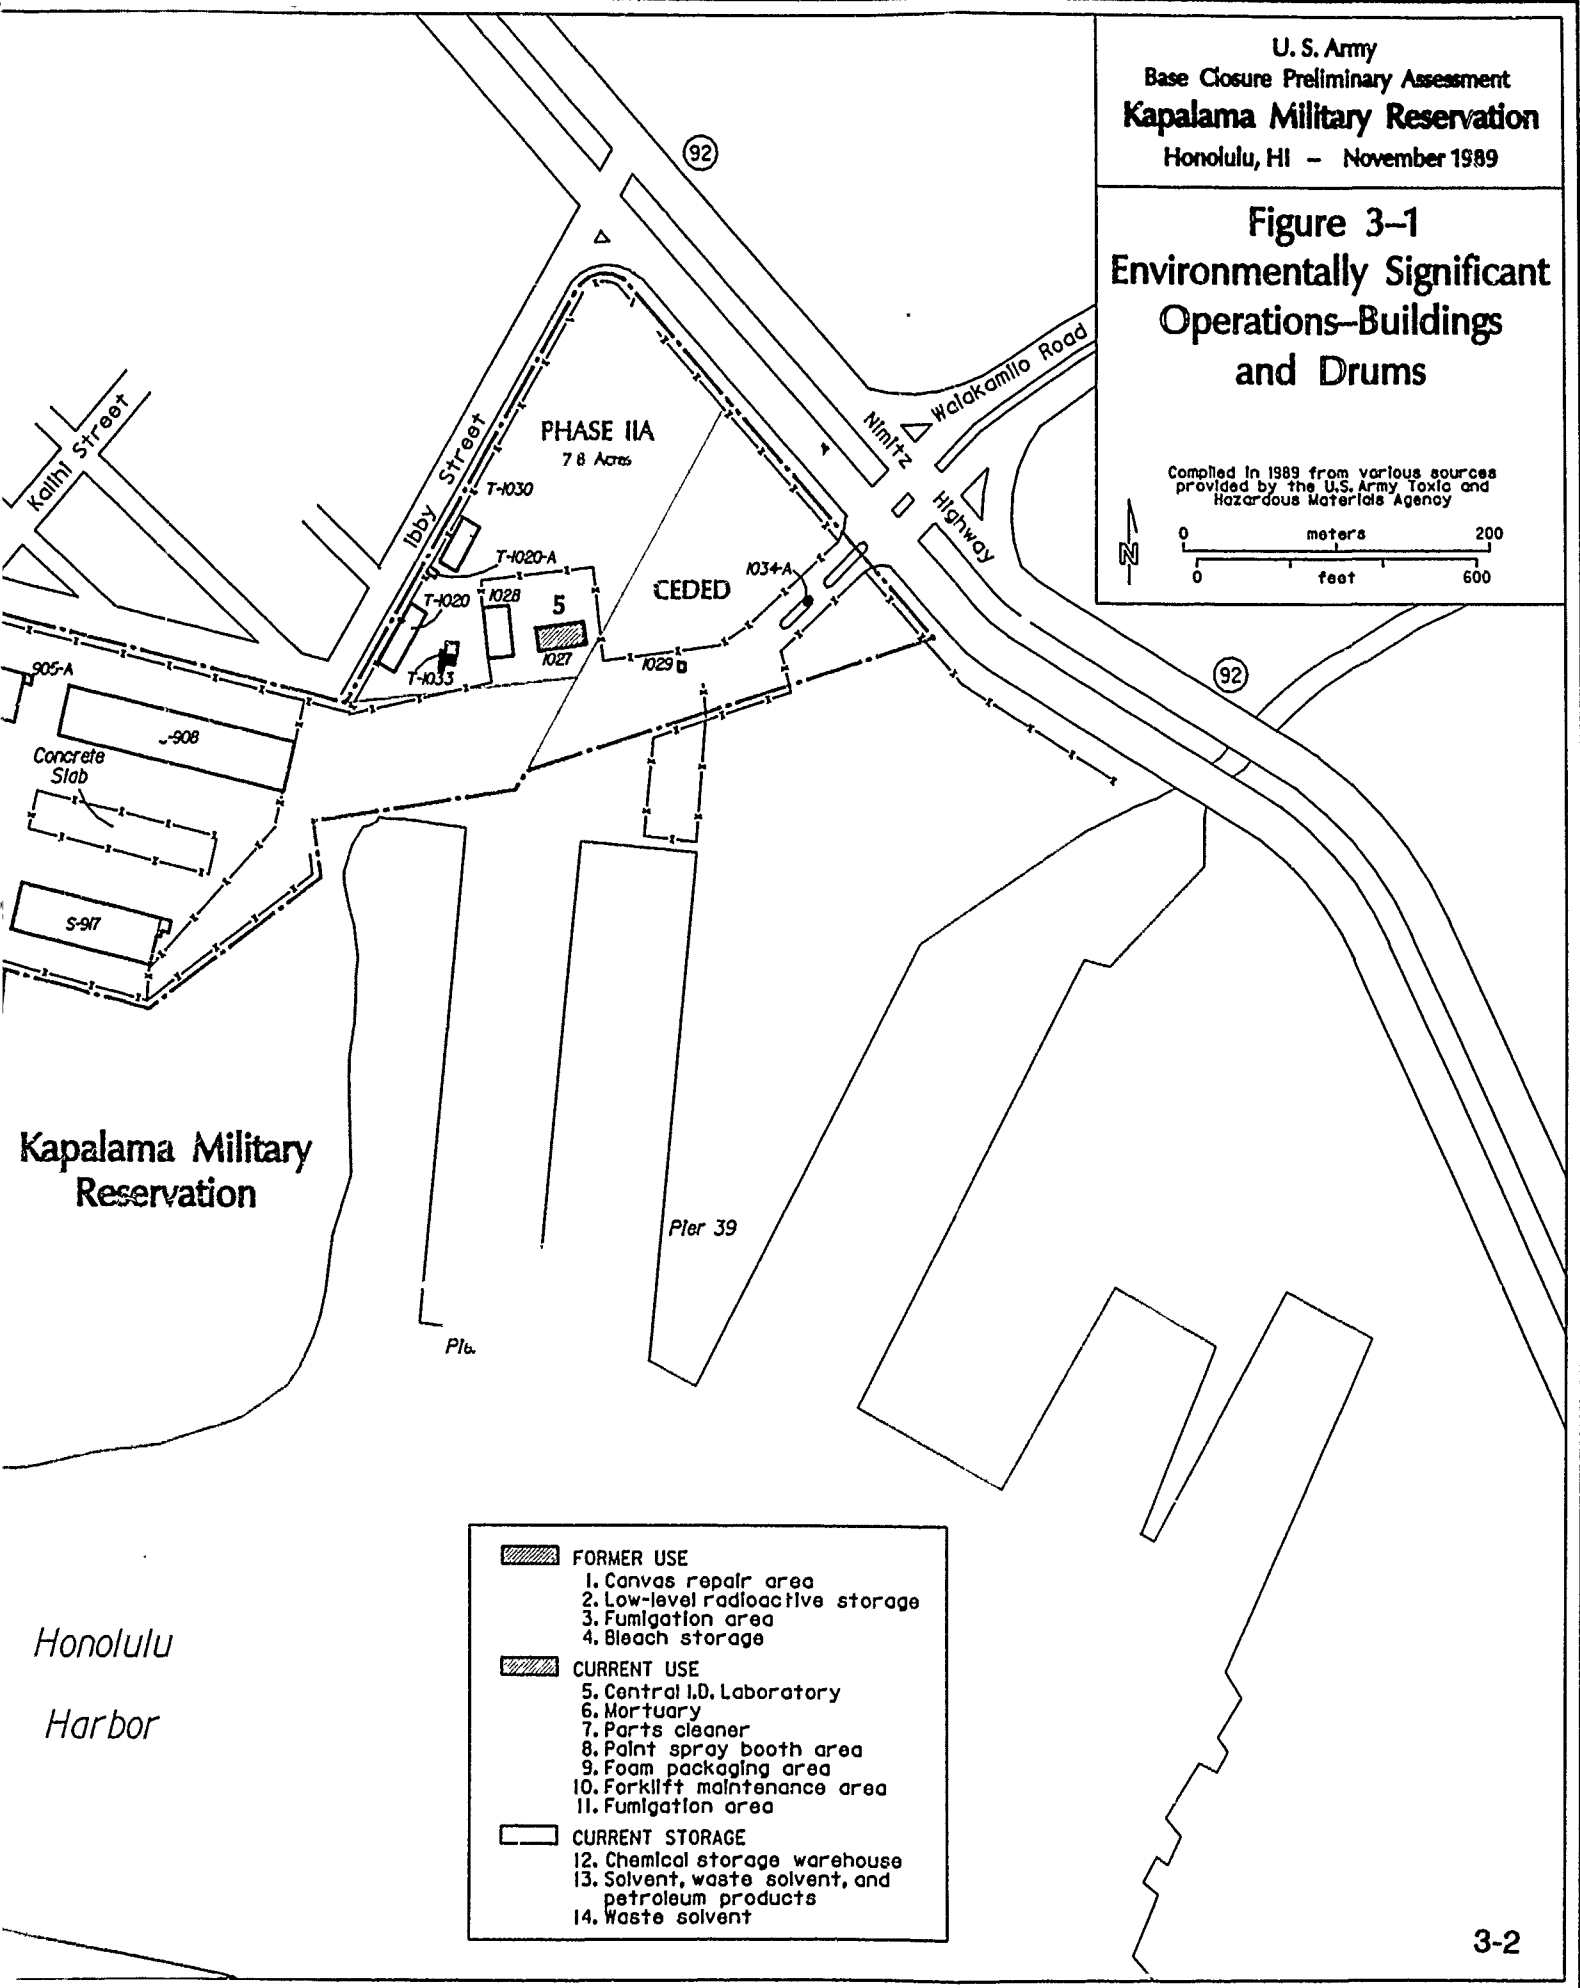 U. S. Army
Base Closure Preliminary Assessment
Kapalama Military Reservation
Honolulu, HI – November 1989
Figure 3–1
Environmentally Significant
Operations–Buildings
and Drums
Compiled in 1989 from various sources
provided by the U.S. Army Toxic and
Hazardous Materials Agency
0 meters 200
0 feet 600
N
92
Waiakamilo Road
Nimitz
Highway
Kalihi Street
Ibby Street
PHASE IIA
7 8 Acres
T-1030
T-1020-A
T-1020
1028
5
1027
T-1033
CEDED
1034-A
1029
92
905-A
-908
Concrete
Slab
S-917
Kapalama Military
Reservation
Pier 39
Honolulu
Harbor
FORMER USE
1. Canvas repair area
2. Low-level radioactive storage
3. Fumigation area
4. Bleach storage
CURRENT USE
5. Central I.D. Laboratory
6. Mortuary
7. Parts cleaner
8. Paint spray booth area
9. Foam packaging area
10. Forklift maintenance area
11. Fumigation area
CURRENT STORAGE
12. Chemical storage warehouse
13. Solvent, waste solvent, and
petroleum products
14. Waste solvent
3-2